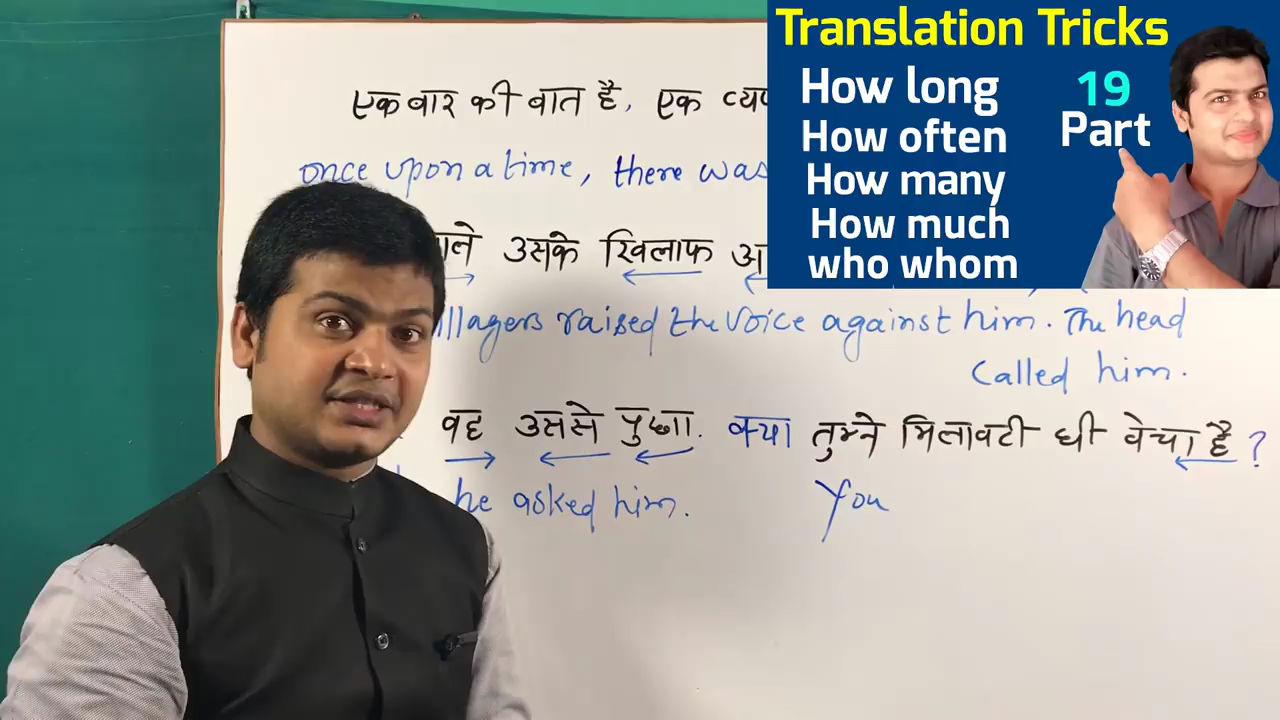 एक बार की बात है, एक
once upon a time, there was
उसके खिलाफ
villagers raised the voice against him. The head
called him.
वह उससे पुछा. क्या तुमने मिलावटी घी बेचा है?
he asked him. You
Translation Tricks
How long
How often
How many
How much
who whom
19
Part